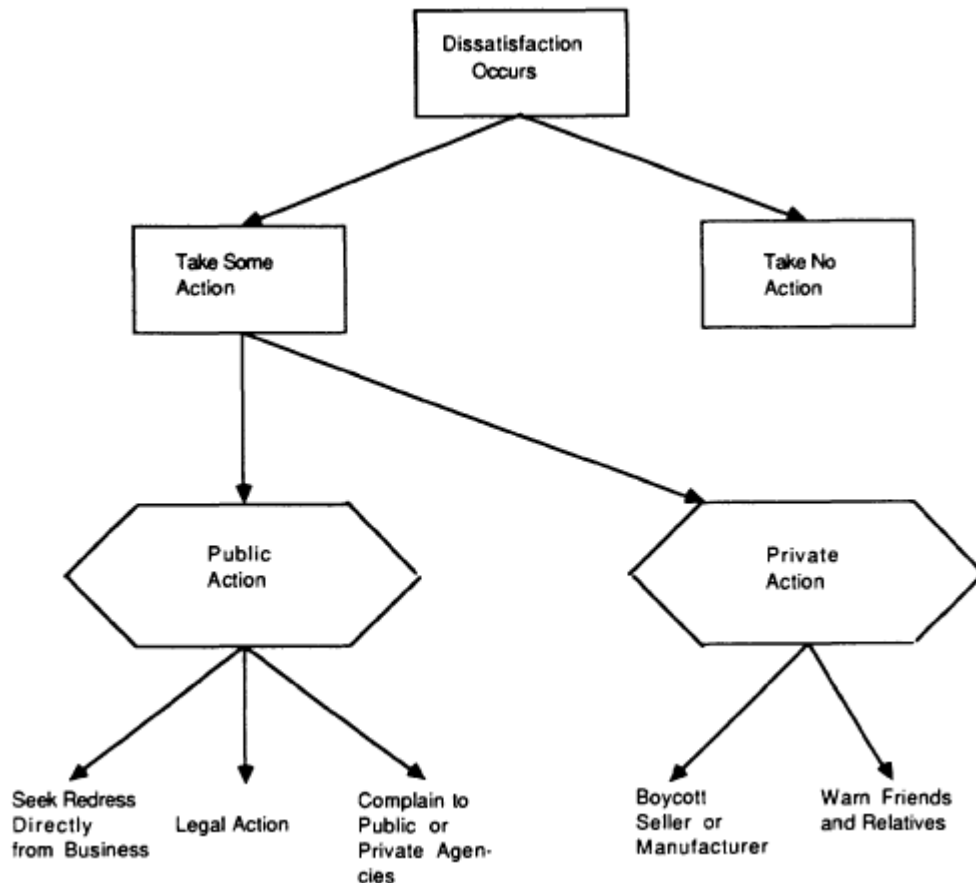 Dissatisfaction
Occurs
Take Some
Action
Take No
Action
Public
Action
Private
Action
Seek Redress
Directly
from Business
Legal Action
Complain to
Public or
Private Agen-
cies
Boycott
Seller or
Manufacturer
Warn Friends
and Relatives